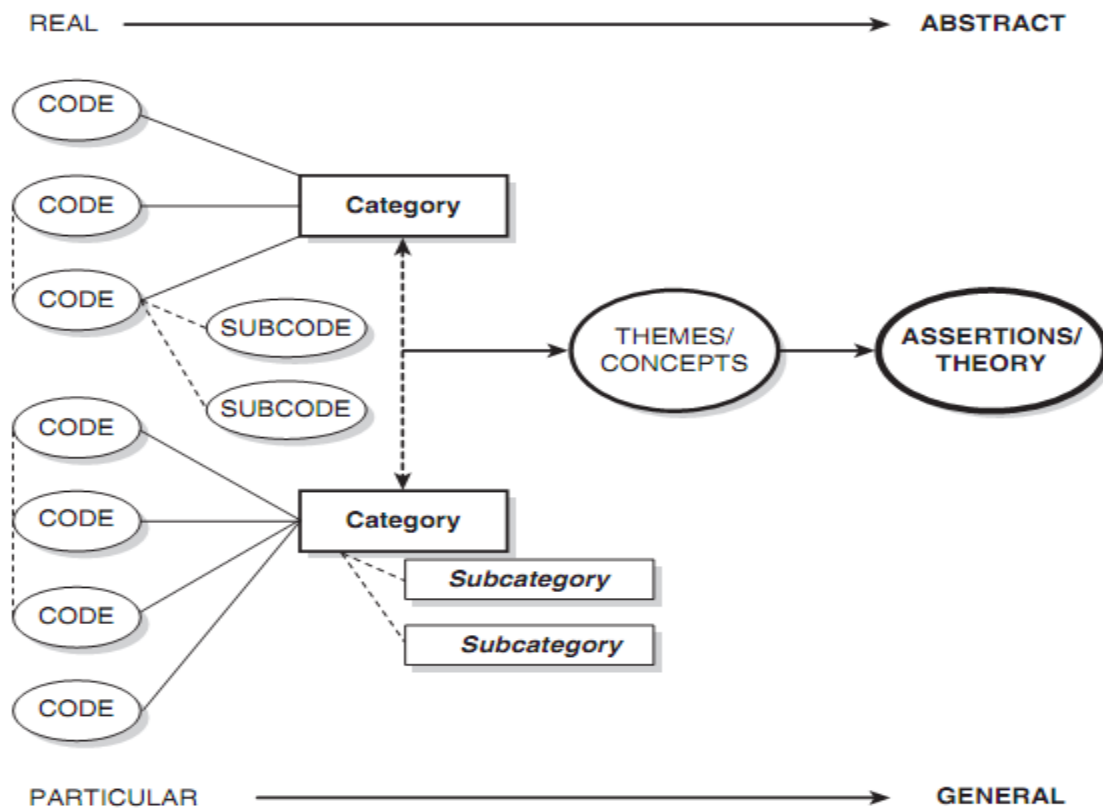 REAL
ABSTRACT
CODE
CODE
Category
CODE
SUBCODE
THEMES/
CONCEPTS
ASSERTIONS/
THEORY
SUBCODE
CODE
CODE
Category
Subcategory
CODE
Subcategory
CODE
PARTICULAR
GENERAL